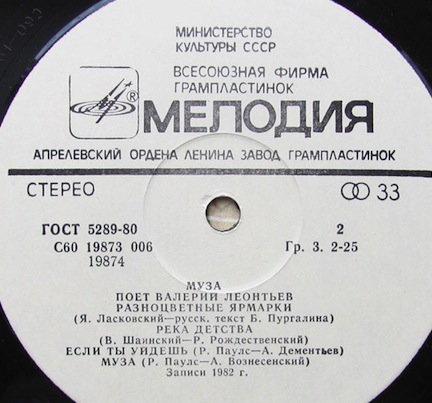 МИНИСТЕРСТВО
КУЛЬТУРЫ СССР
ВСЕСОЮЗНАЯ ФИРМА
ГРАМПЛАСТИНОК
®
МЕЛОДИЯ
АПРЕЛЕВСКИЙ ОРДЕНА ЛЕНИНА ЗАВОД ГРАМПЛАСТИНОК
СТЕРЕО 33
ГОСТ 5289-80 2
С60 19873 006 Гр. 3. 2-25
19874
МУЗА
ПОЕТ ВАЛЕРИЙ ЛЕОНТЬЕВ
РАЗНОЦВЕТНЫЕ ЯРМАРКИ
(Я. Ласковский—русск. текст Б. Пургалина)
РЕКА ДЕТСТВА
(В. Шаинский—Р. Рождественский)
ЕСЛИ ТЫ УЙДЕШЬ (Р. Паулс—А. Дементьев)
МУЗА (Р. Паулс—А. Вознесенский)
Записи 1982 г.